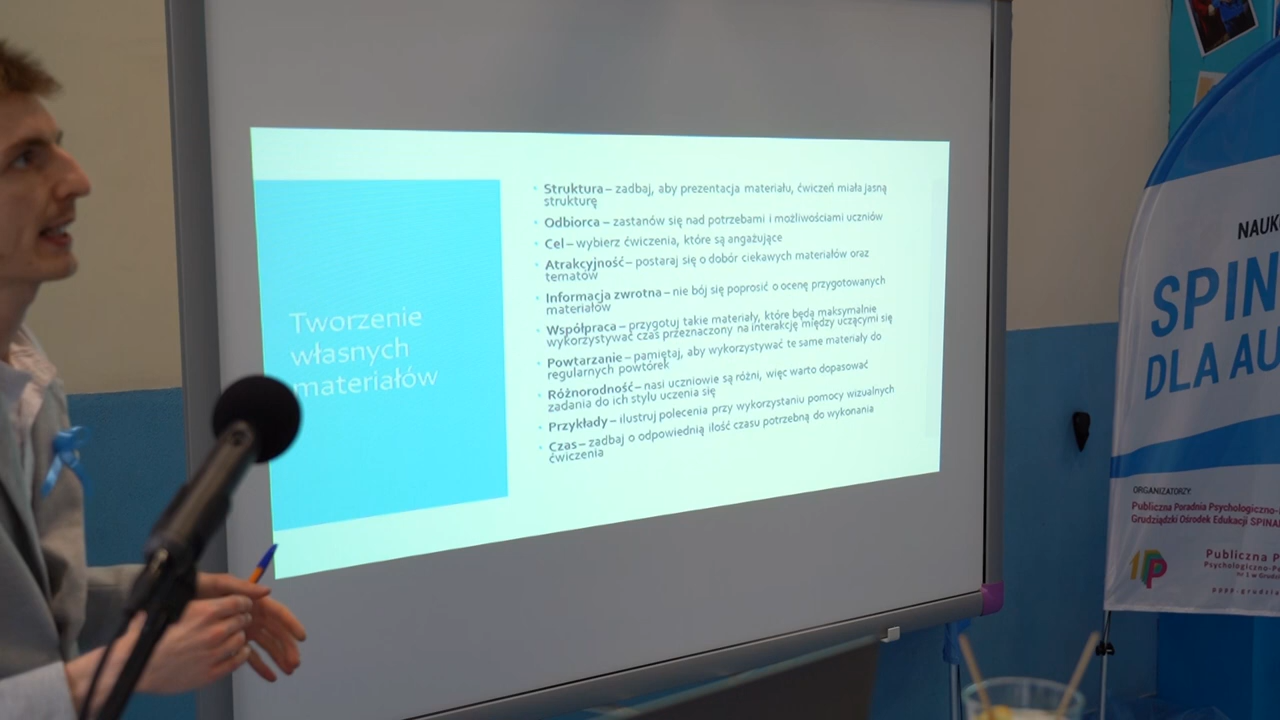 Tworzenie
własnych
materiałów
Struktura – zadbaj, aby prezentacja materiału, ćwiczeń miała jasną
strukturę
Odbiorca – zastanów się nad potrzebami i możliwościami uczniów
Cel – wybierz ćwiczenia, które są angażujące
Atrakcyjność – postaraj się o dobór ciekawych materiałów oraz
tematów
Informacja zwrotna – nie bój się poprosić o ocenę przygotowanych
materiałów
Współpraca – przygotuj takie materiały, które będą maksymalnie
wykorzystywać czas przeznaczony na interakcję między uczącymi się
Powtarzanie – pamiętaj, aby wykorzystywać te same materiały do
regularnych powtórek
Różnorodność – nasi uczniowie są różni, więc warto dopasować
zadania do ich stylu uczenia się
Przykłady – ilustruj polecenia przy wykorzystaniu pomocy wizualnych
Czas – zadbaj o odpowiednią ilość czasu potrzebną do wykonania
ćwiczenia
NAUK
SPIN
DLA AU
ORGANIZATORZY
Publiczna Poradnia Psychologiczno-
Grudziądzki Ośrodek Edukacji SPINA
1P
Publiczna P
Psychologiczno-P
nr 1 w Grud